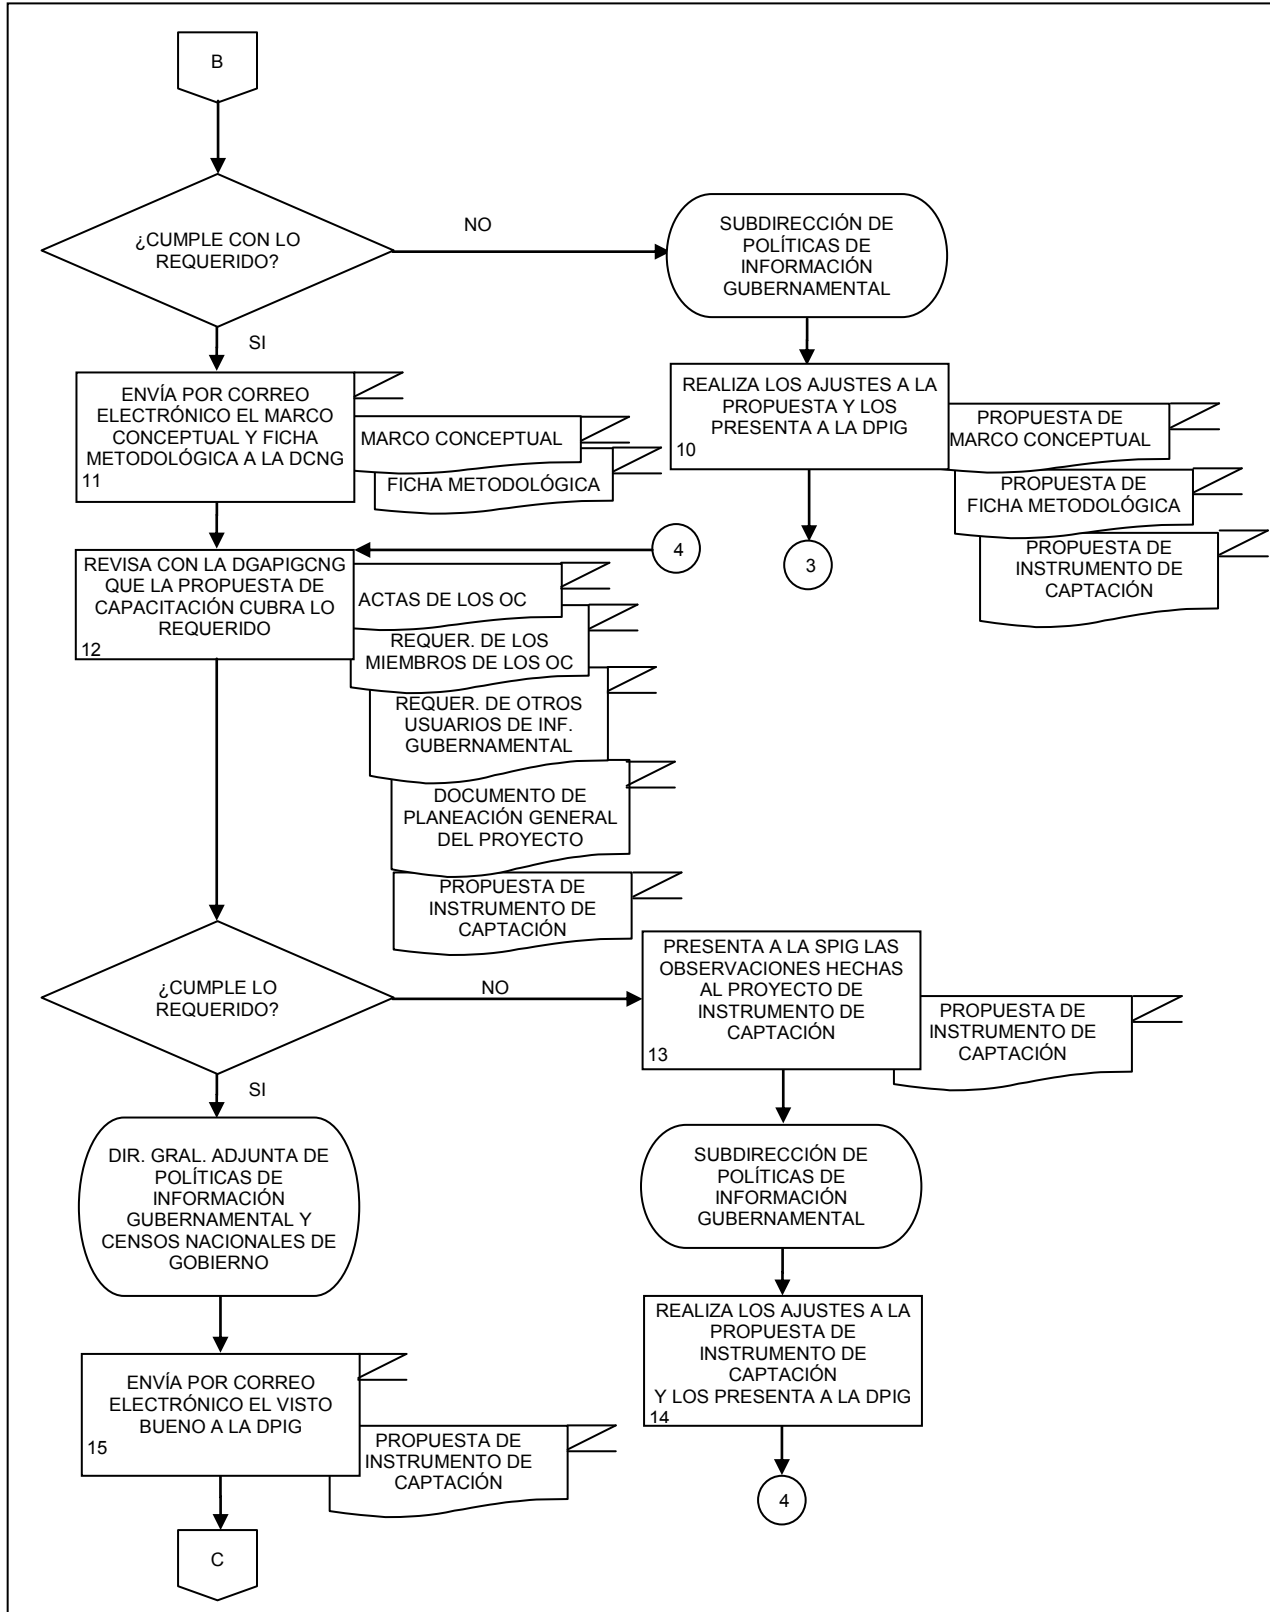 B
¿CUMPLE CON LO
REQUERIDO?
NO
SUBDIRECCIÓN DE
POLÍTICAS DE
INFORMACIÓN
GUBERNAMENTAL
SI
ENVÍA POR CORREO
ELECTRÓNICO EL MARCO
CONCEPTUAL Y FICHA
METODOLÓGICA A LA DCNG
11
MARCO CONCEPTUAL
FICHA METODOLÓGICA
REALIZA LOS AJUSTES A LA
PROPUESTA Y LOS
PRESENTA A LA DPIG
10
PROPUESTA DE
MARCO CONCEPTUAL
PROPUESTA DE
FICHA METODOLÓGICA
PROPUESTA DE
INSTRUMENTO DE
CAPTACIÓN
3
4
REVISA CON LA DGAPIGCNG
QUE LA PROPUESTA DE
CAPACITACIÓN CUBRA LO
REQUERIDO
12
ACTAS DE LOS OC
REQUER. DE LOS
MIEMBROS DE LOS OC
REQUER. DE OTROS
USUARIOS DE INF.
GUBERNAMENTAL
DOCUMENTO DE
PLANEACIÓN GENERAL
DEL PROYECTO
PROPUESTA DE
INSTRUMENTO DE
CAPTACIÓN
¿CUMPLE LO
REQUERIDO?
NO
PRESENTA A LA SPIG LAS
OBSERVACIONES HECHAS
AL PROYECTO DE
INSTRUMENTO DE
CAPTACIÓN
13
PROPUESTA DE
INSTRUMENTO DE
CAPTACIÓN
SI
DIR. GRAL. ADJUNTA DE
POLÍTICAS DE
INFORMACIÓN
GUBERNAMENTAL Y
CENSOS NACIONALES DE
GOBIERNO
SUBDIRECCIÓN DE
POLÍTICAS DE
INFORMACIÓN
GUBERNAMENTAL
REALIZA LOS AJUSTES A LA
PROPUESTA DE
INSTRUMENTO DE
CAPTACIÓN
Y LOS PRESENTA A LA DPIG
14
ENVÍA POR CORREO
ELECTRÓNICO EL VISTO
BUENO A LA DPIG
15
PROPUESTA DE
INSTRUMENTO DE
CAPTACIÓN
4
C